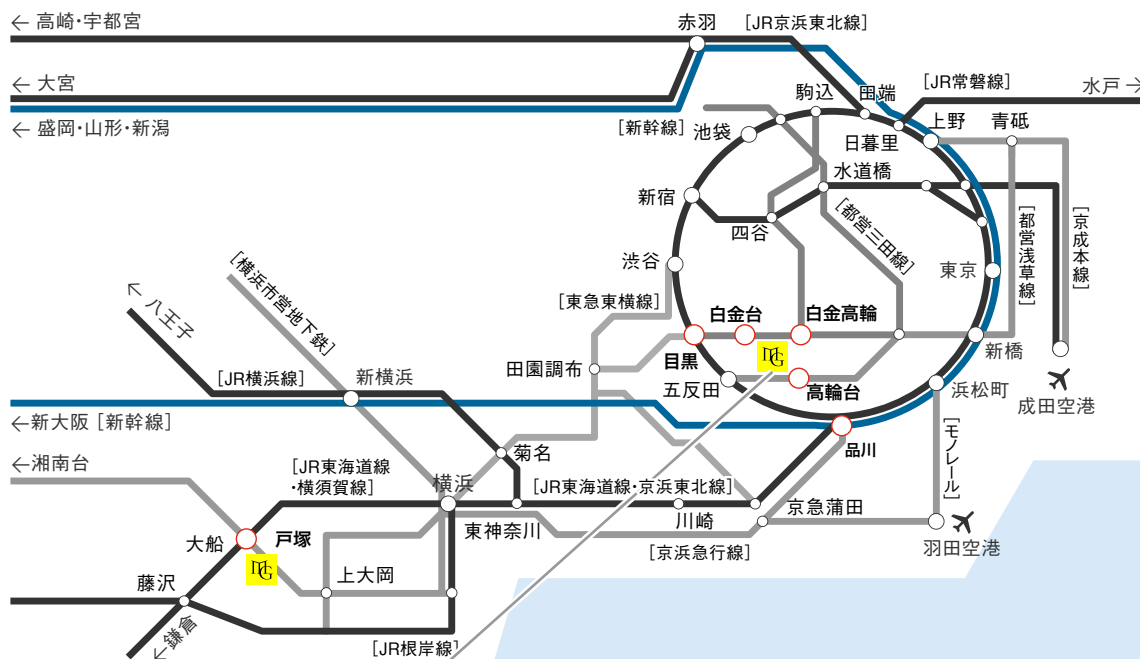 ←高崎・宇都宮
赤羽
[JR京浜東北線]
←大宮
駒込
田端
[JR常磐線]
水戸→
←盛岡・山形・新潟
[新幹線]
池袋
日暮里
上野
青砥
水道橋
新宿
四谷
[都営三田線]
[都営浅草線]
[京成本線]
渋谷
東京
[横浜市営地下鉄]
←八王子
[東急東横線]
白金台
白金高輪
目黒
MG
新橋
田園調布
五反田
高輪台
浜松町
成田空港
[JR横浜線]
新横浜
←新大阪 [新幹線]
品川
[モノレール]
←湘南台
菊名
[JR東海道線
・横須賀線]
横浜
[JR東海道線・京浜東北線]
東神奈川
川崎
京急蒲田
[京浜急行線]
羽田空港
大船
戸塚
MG
藤沢
上大岡
←鎌倉
[JR根岸線]